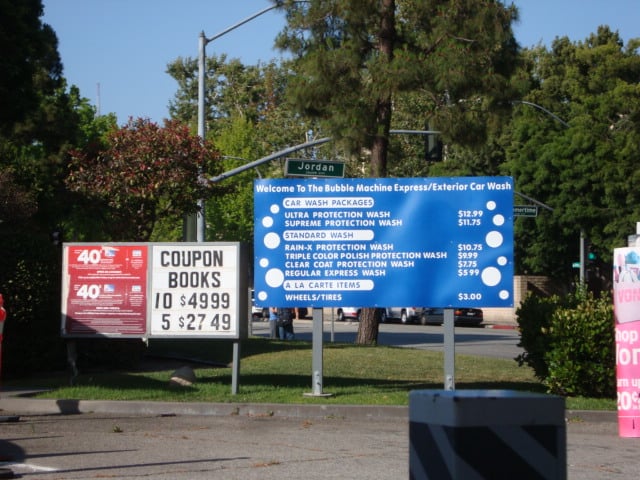 Jordan
Welcome To The Bubble Machine Express/Exterior Car Wash
CAR WASH PACKAGES
ULTRA PROTECTION WASH $12.99
SUPREME PROTECTION WASH $11.75
STANDARD WASH
RAIN-X PROTECTION WASH $10.75
TRIPLE COLOR POLISH PROTECTION WASH $9.99
CLEAR COAT PROTECTION WASH $7.75
REGULAR EXPRESS WASH $5.99
A LA CARTE ITEMS
WHEELS/TIRES $3.00
COUPON
BOOKS
10 $4999
5 $27 49
40¢
40¢